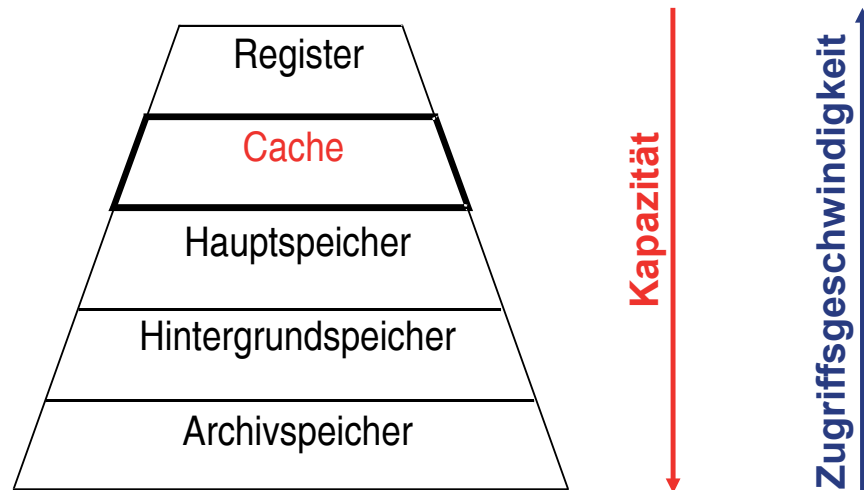 Register
Cache
Hauptspeicher
Hintergrundspeicher
Archivspeicher
Kapazität
Zugriffsgeschwindigkeit